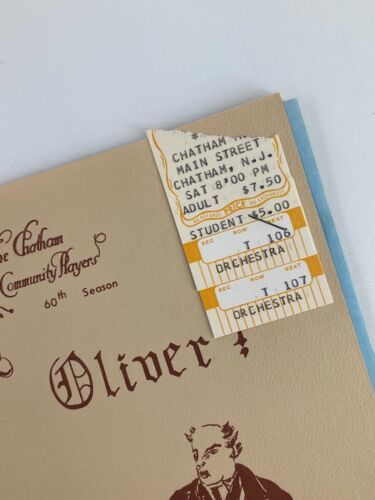 CHATHAM
MAIN STREET
CHATHAM, N.J.
SAT 8:00 PM
ADULT $7.50
PRICE
STUDENT $5.00
SEC ROW SEAT
T 106
ORCHESTRA
SEC ROW SEAT
T 107
ORCHESTRA
The Chatham
Community Players
60th Season
Oliver!